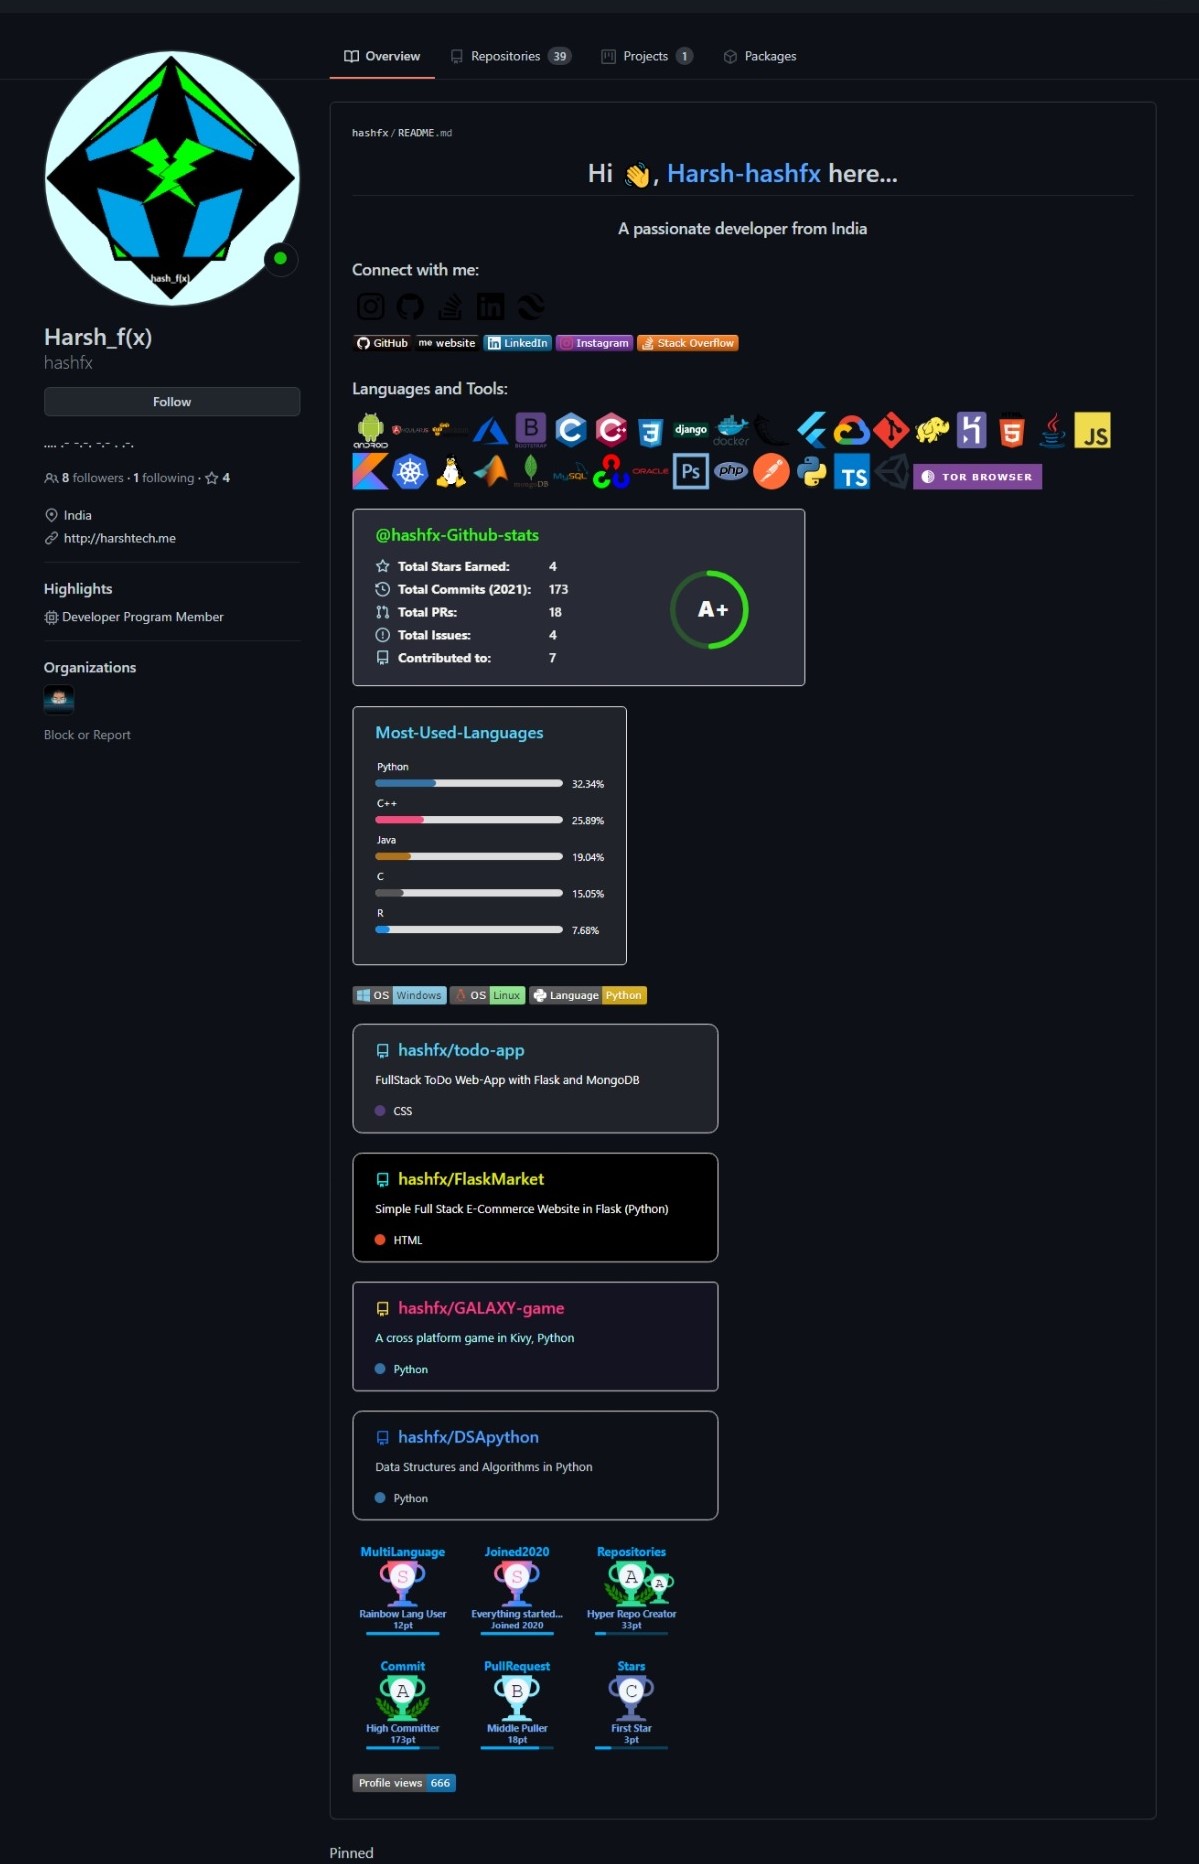 Overview
Repositories 39
Projects 1
Packages
hash_f(x)
Harsh_f(x)
hashfx
Follow
.... .- -.-. -.- . .-.
8 followers · 1 following · 4
India
http://harshtech.me
Highlights
Developer Program Member
Organizations
Block or Report
hashfx / README.md
Hi 👋, Harsh-hashfx here...
A passionate developer from India
Connect with me:
GitHub me website LinkedIn Instagram Stack Overflow
Languages and Tools:
ANDROID B BOOTSTRAP C C 3 django docker HTML 5 JS
mongoDB MySQL ORACLE Ps php TS TOR BROWSER
@hashfx-Github-stats
Total Stars Earned: 4
Total Commits (2021): 173
Total PRs: 18
Total Issues: 4
Contributed to: 7
A+
Most-Used-Languages
Python
32.34%
C++
25.89%
Java
19.04%
C
15.05%
R
7.68%
OS Windows OS Linux Language Python
hashfx/todo-app
FullStack ToDo Web-App with Flask and MongoDB
CSS
hashfx/FlaskMarket
Simple Full Stack E-Commerce Website in Flask (Python)
HTML
hashfx/GALAXY-game
A cross platform game in Kivy, Python
Python
hashfx/DSApython
Data Structures and Algorithms in Python
Python
MultiLanguage Joined2020 Repositories
S S A A
Rainbow Lang User Everything started... Hyper Repo Creator
12pt Joined 2020 33pt
Commit PullRequest Stars
A B C
High Committer Middle Puller First Star
173pt 18pt 3pt
Profile views 666
Pinned